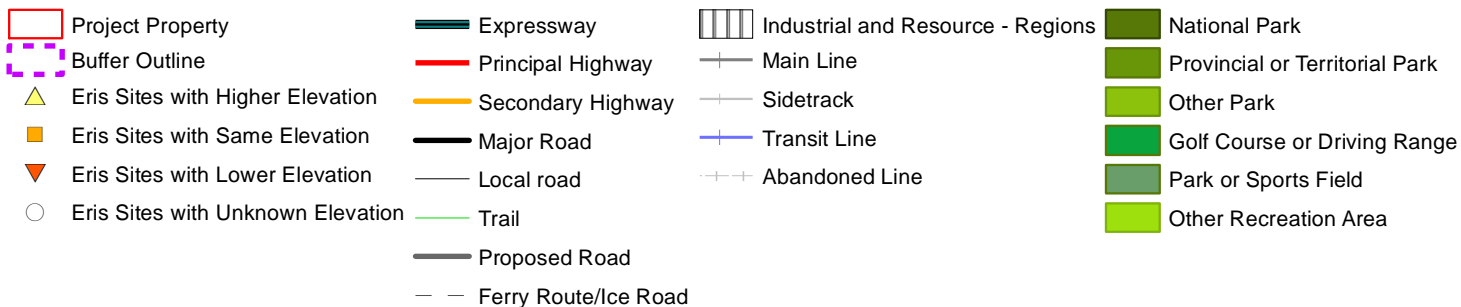 Project Property
Buffer Outline
Eris Sites with Higher Elevation
Eris Sites with Same Elevation
Eris Sites with Lower Elevation
Eris Sites with Unknown Elevation
Expressway
Principal Highway
Secondary Highway
Major Road
Local road
Trail
Proposed Road
Ferry Route/Ice Road
Industrial and Resource - Regions
Main Line
Sidetrack
Transit Line
Abandoned Line
National Park
Provincial or Territorial Park
Other Park
Golf Course or Driving Range
Park or Sports Field
Other Recreation Area